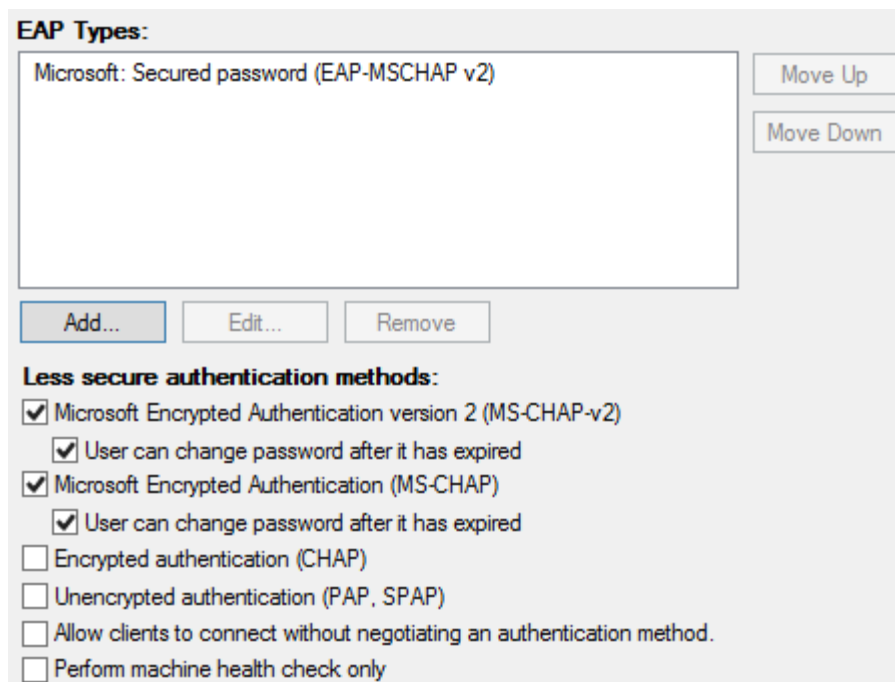 EAP Types:
Microsoft: Secured password (EAP-MSCHAP v2)
Move Up
Move Down
Add...
Edit...
Remove
Less secure authentication methods:
Microsoft Encrypted Authentication version 2 (MS-CHAP-v2)
User can change password after it has expired
Microsoft Encrypted Authentication (MS-CHAP)
User can change password after it has expired
Encrypted authentication (CHAP)
Unencrypted authentication (PAP, SPAP)
Allow clients to connect without negotiating an authentication method.
Perform machine health check only